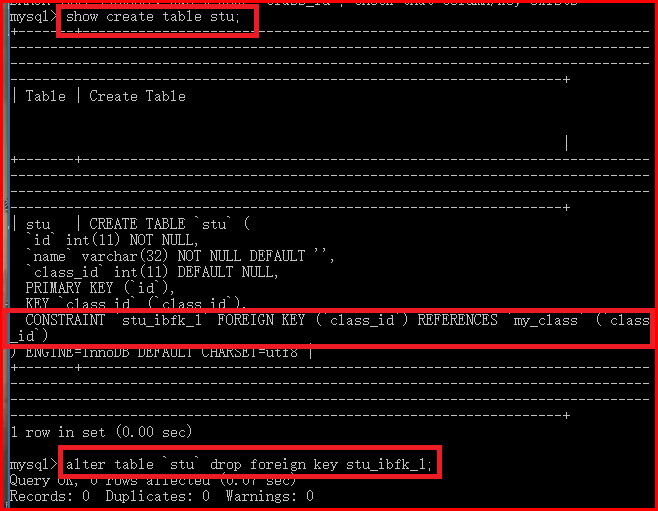 mysql> show create table stu;
| Table | Create Table
|
| stu | CREATE TABLE `stu` (
`id` int(11) NOT NULL,
`name` varchar(32) NOT NULL DEFAULT '',
`class_id` int(11) DEFAULT NULL,
PRIMARY KEY (`id`),
KEY `class_id` (`class_id`),
CONSTRAINT `stu_ibfk_1` FOREIGN KEY (`class_id`) REFERENCES `my_class` (`class
_id`)
) ENGINE=InnoDB DEFAULT CHARSET=utf8 |
1 row in set (0.00 sec)
mysql> alter table `stu` drop foreign key stu_ibfk_1;
Query OK, 0 rows affected (0.07 sec)
Records: 0 Duplicates: 0 Warnings: 0